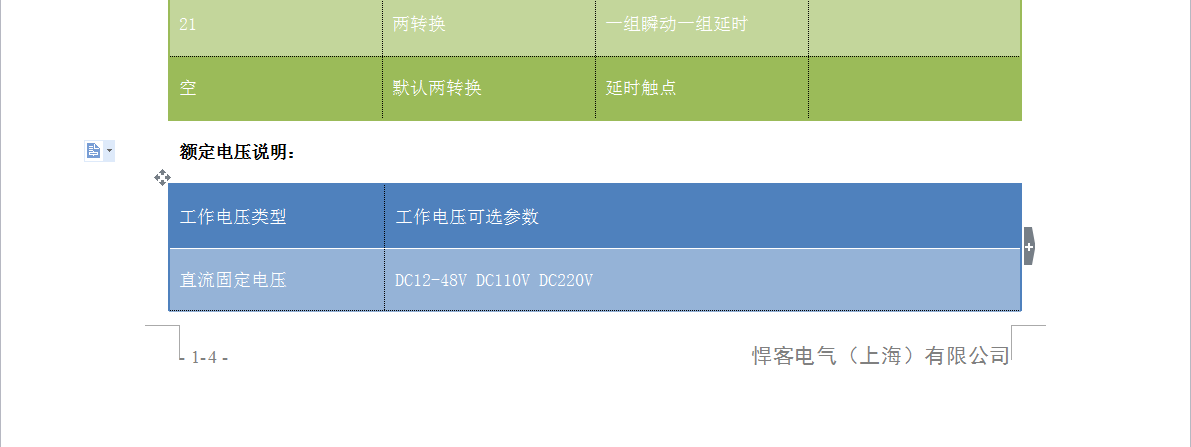 21 两转换 一组瞬动一组延时
空 默认两转换 延时触点
额定电压说明：
工作电压类型 工作电压可选参数
直流固定电压 DC12-48V DC110V DC220V
- 1-4 - 悍客电气（上海）有限公司